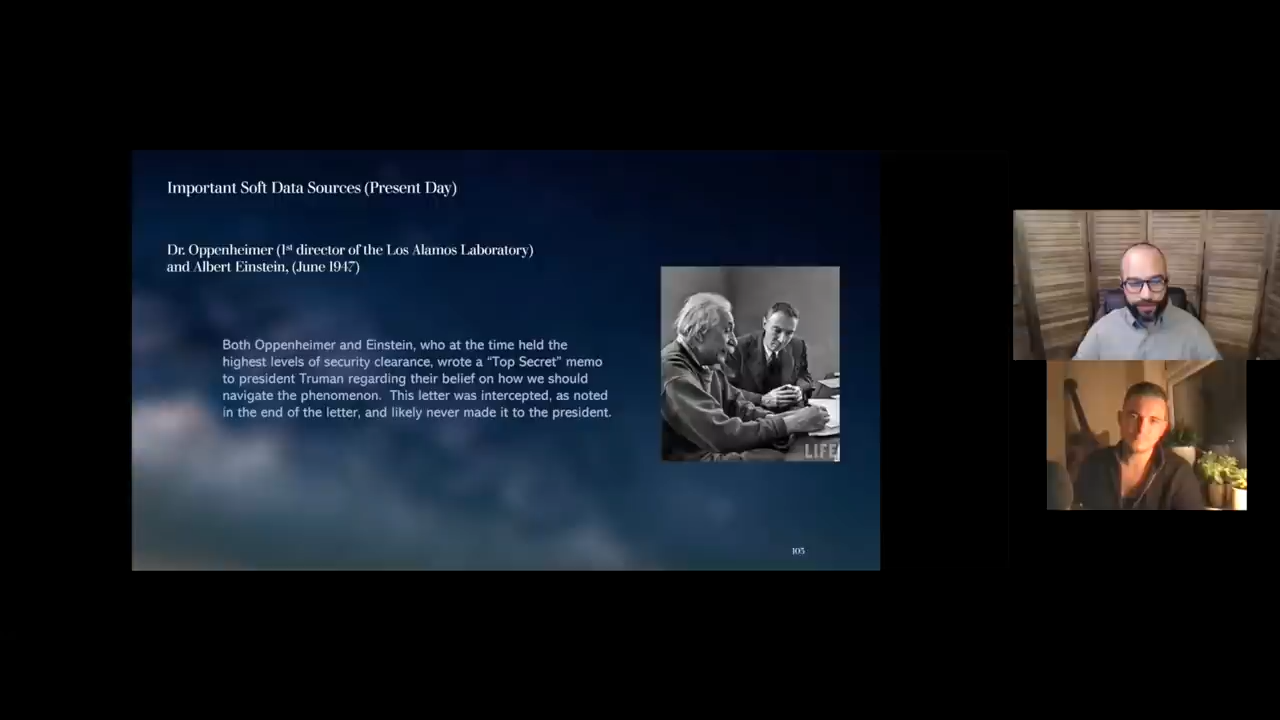 Important Soft Data Sources (Present Day)
Dr. Oppenheimer (1st director of the Los Alamos Laboratory)
and Albert Einstein, (June 1947)
Both Oppenheimer and Einstein, who at the time held the
highest levels of security clearance, wrote a “Top Secret” memo
to president Truman regarding their belief on how we should
navigate the phenomenon.  This letter was intercepted, as noted
in the end of the letter, and likely never made it to the president.
LIFE
105